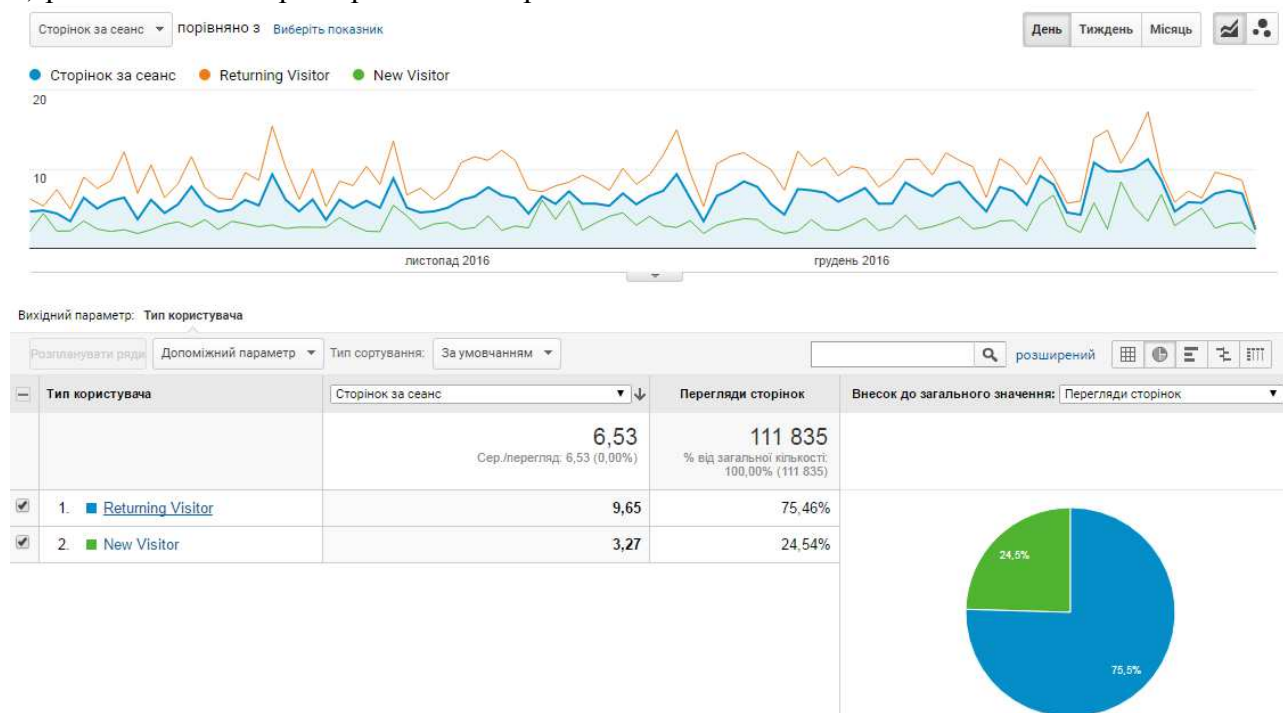 Сторінок за сеанс порівняно з Виберіть показник День Тиждень Місяць
Сторінок за сеанс Returning Visitor New Visitor
20
10
листопад 2016 грудень 2016
Вихідний параметр: Тип користувача
Розпланувати ряди Допоміжний параметр Тип сортування: За умовчанням розширений
Тип користувача Сторінок за сеанс Перегляди сторінок Внесок до загального значення: Перегляди сторінок
6,53 111 835
Сер./перегляд: 6,53 (0,00%) % від загальної кількості:
100,00% (111 835)
1. Returning Visitor 9,65 75,46%
2. New Visitor 3,27 24,54%
24,5%
75,5%